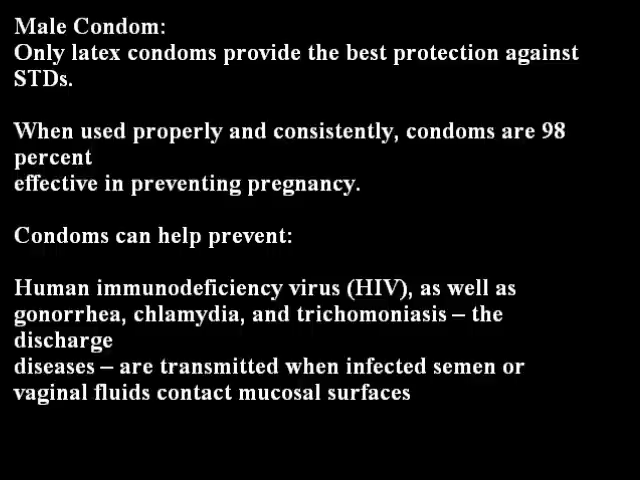 Male Condom:
Only latex condoms provide the best protection against
STDs.
When used properly and consistently, condoms are 98
percent
effective in preventing pregnancy.
Condoms can help prevent:
Human immunodeficiency virus (HIV), as well as
gonorrhea, chlamydia, and trichomoniasis – the
discharge
diseases – are transmitted when infected semen or
vaginal fluids contact mucosal surfaces